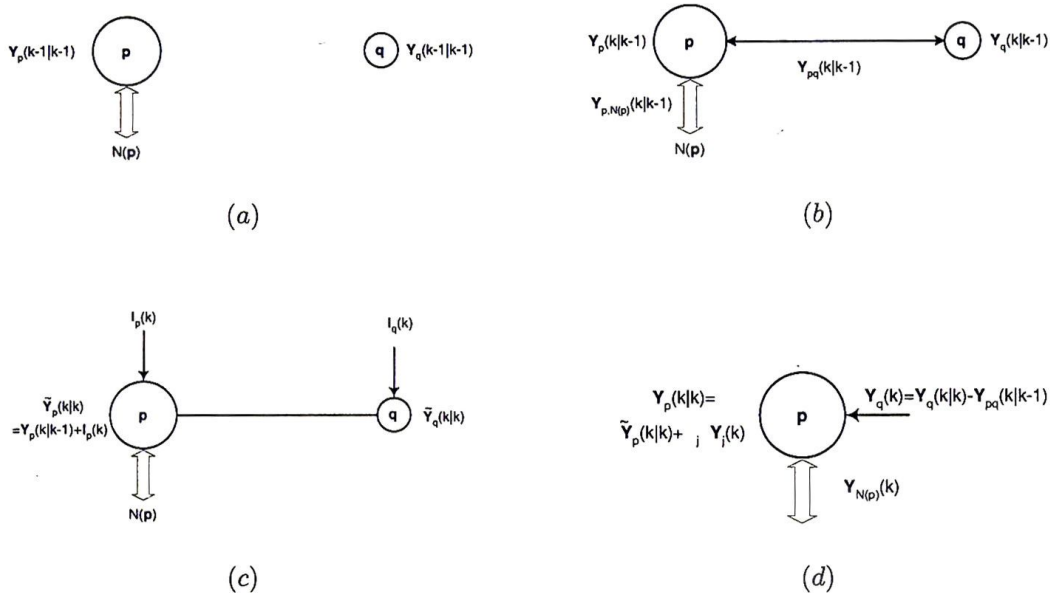 Y_p(k-1|k-1) p q Y_q(k-1|k-1)
N(p)
(a)
Y_p(k|k-1) p q Y_q(k|k-1)
Y_pq(k|k-1)
Y_p,N(p)(k|k-1)
N(p)
(b)
I_p(k) I_q(k)
Ỹ_p(k|k) p q Ỹ_q(k|k)
=Y_p(k|k-1)+I_p(k)
N(p)
(c)
Y_p(k|k)= p Y_q(k)=Y_q(k|k)-Y_pq(k|k-1)
Ỹ_p(k|k)+ _j Y_j(k)
Y_N(p)(k)
(d)